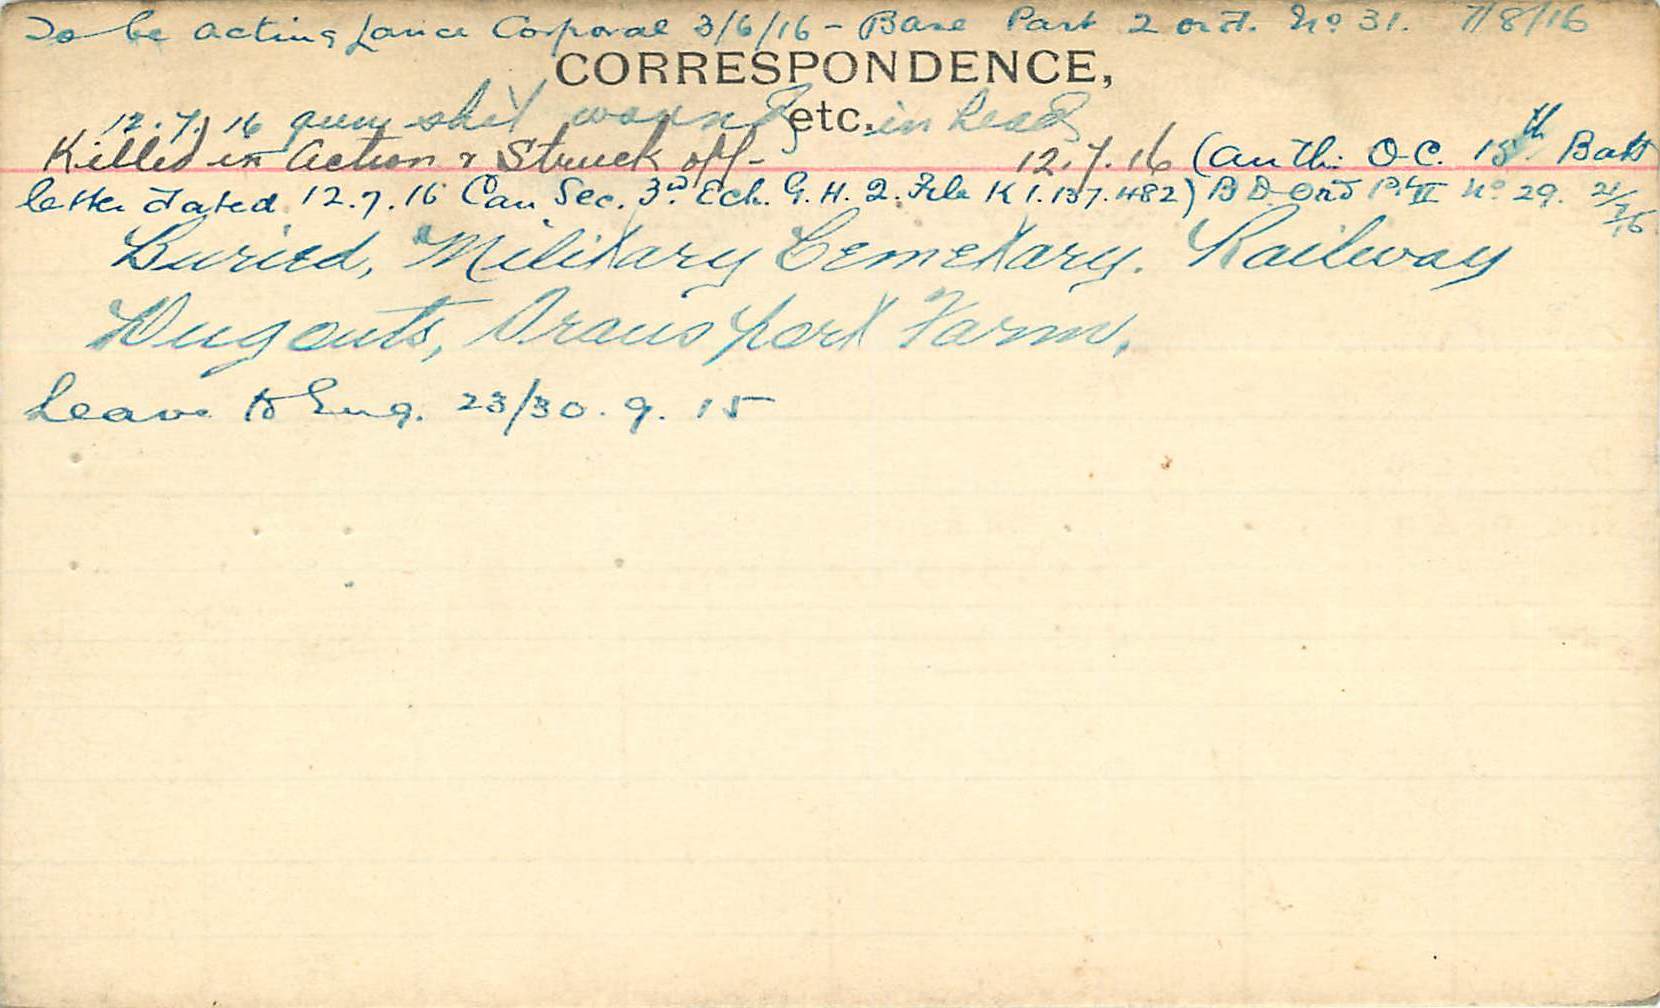 To be acting Lance Corporal 3/6/16 - Base Part 2 ord. No 31. 7/8/16
CORRESPONDENCE,
etc.
12.7.16 gun shot wound in head
Killed in Action & Struck off - 12.7.16 (Auth: O.C. 15th Batt
letter dated 12.7.16 Can Sec. 3rd Ech. G.H.Q. File K1.137.482) B D Ord Pt II No 29. 21/7/16
Buried, Military Cemetary. Railway
Dugouts, Transport Farm.
Leave to Eng. 23/30.9.15